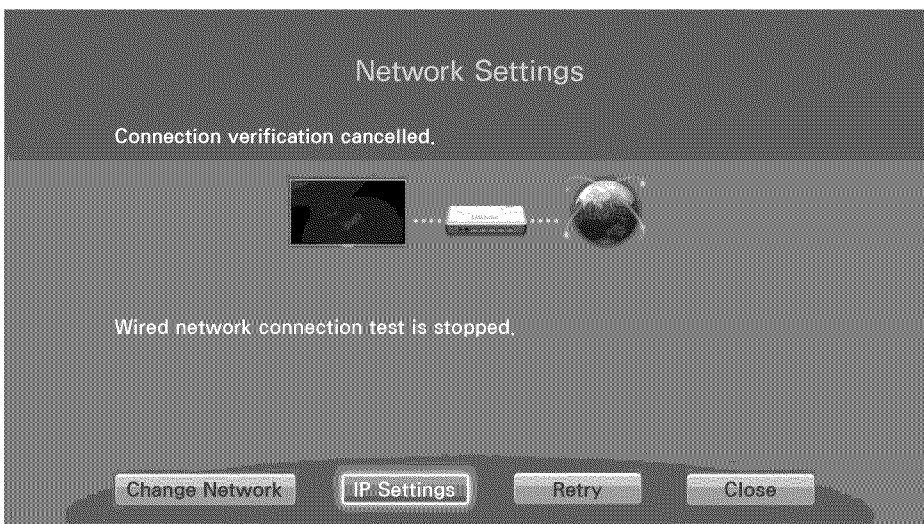 Network Settings
Connection verification cancelled.
Wired network connection test is stopped.
Change Network
IP Settings
Retry
Close